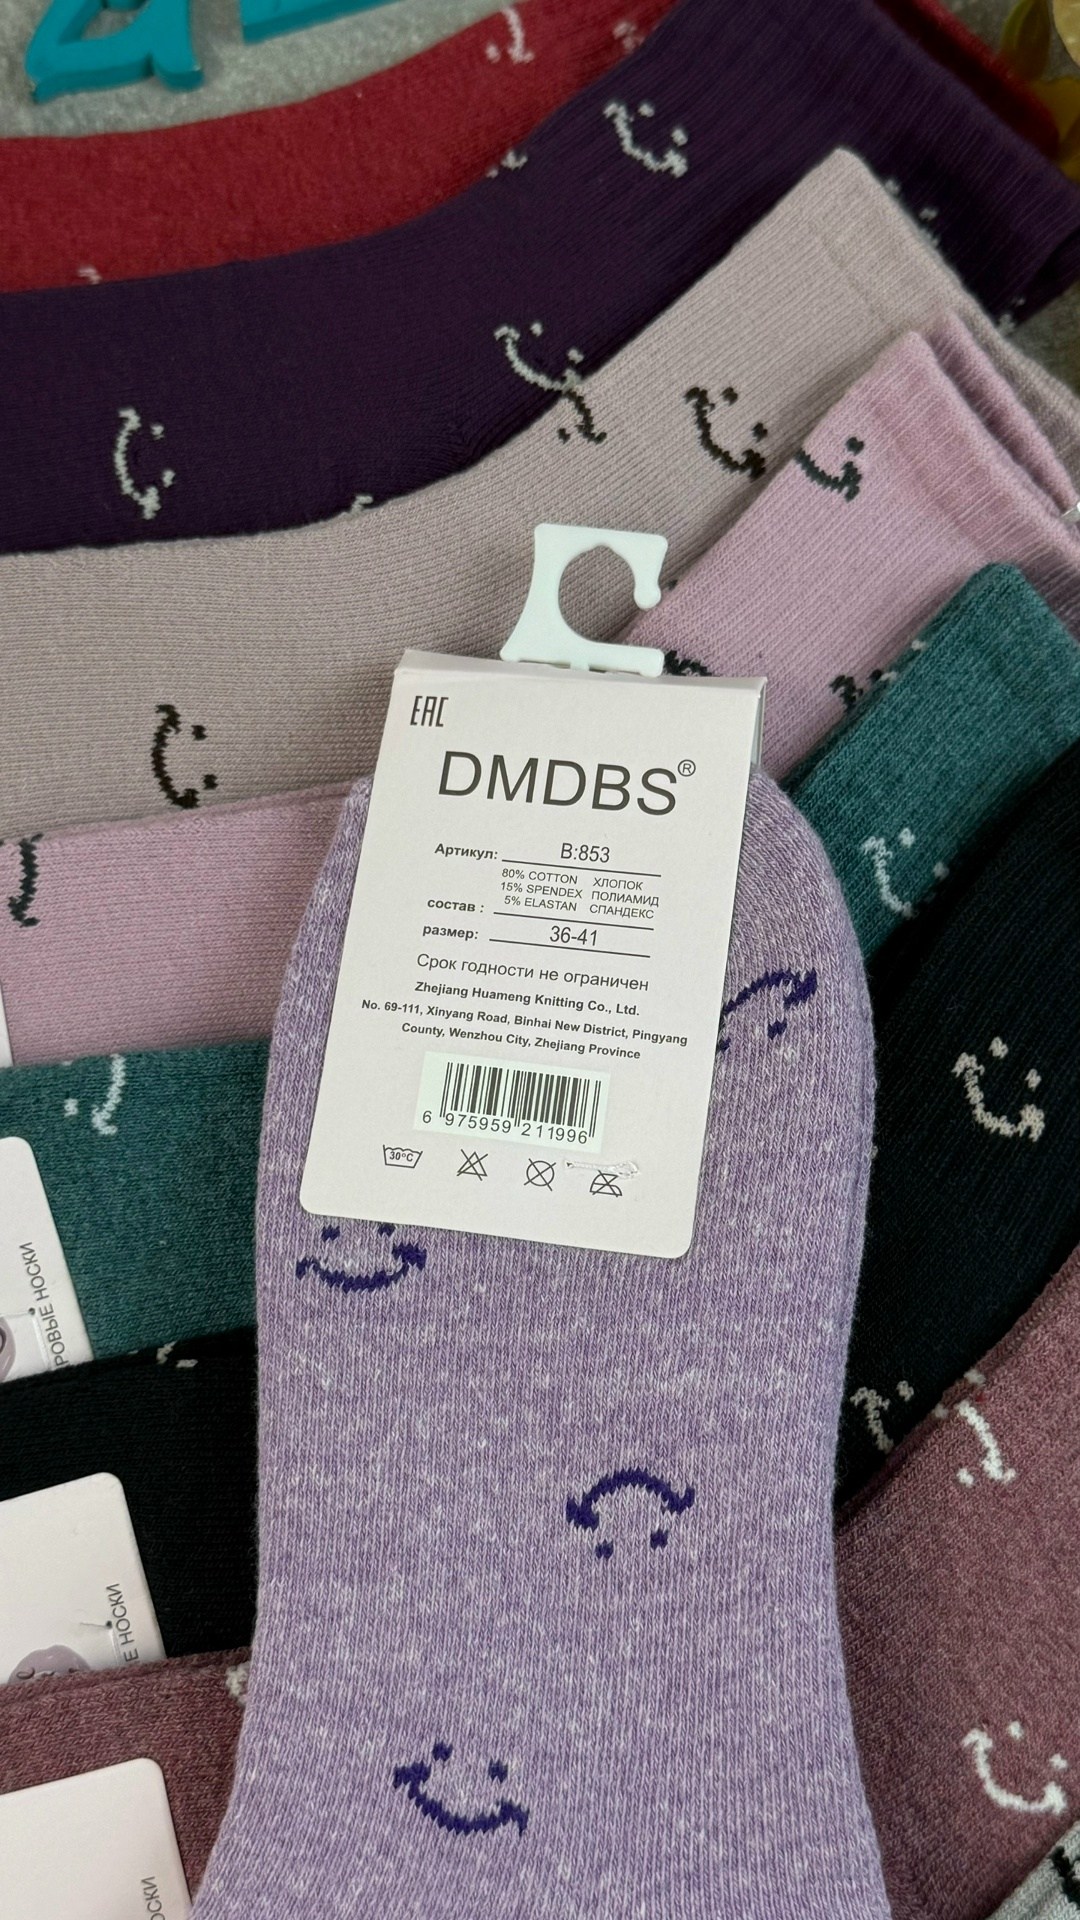 EAC
DMDBS®
Артикул: B:853
80% COTTON ХЛОПОК
15% SPENDEX ПОЛИАМИД
состав : 5% ELASTAN СПАНДЕКС
размер: 36-41
Срок годности не ограничен
Zhejiang Huameng Knitting Co., Ltd.
No. 69-111, Xinyang Road, Binhai New District, Pingyang
County, Wenzhou City, Zhejiang Province
6 975959 211996
30°C
НОСКИ
НОСКИ